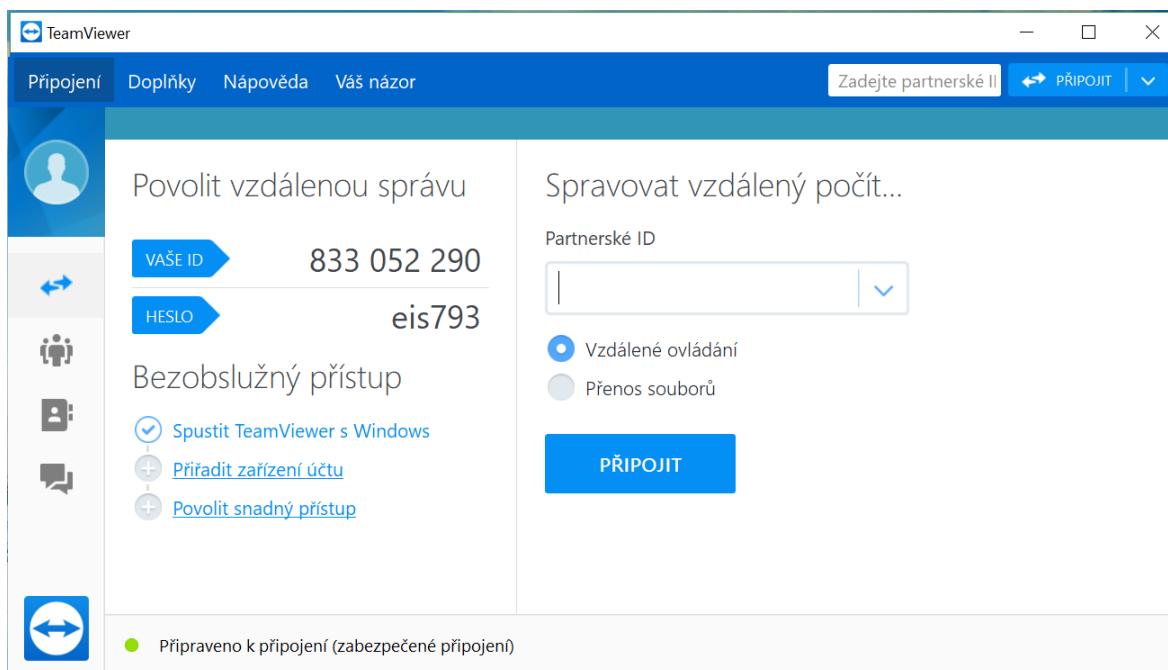 TeamViewer
Připojení Doplňky Nápověda Váš názor Zadejte partnerské PŘIPOJIT
Povolit vzdálenou správu
VAŠE ID 833 052 290
HESLO eis793
Bezobslužný přístup
Spustit TeamViewer s Windows
Přiřadit zařízení účtu
Povolit snadný přístup
Spravovat vzdálený počít...
Partnerské ID
Vzdálené ovládání
Přenos souborů
PŘIPOJIT
Připraveno k připojení (zabezpečené připojení)